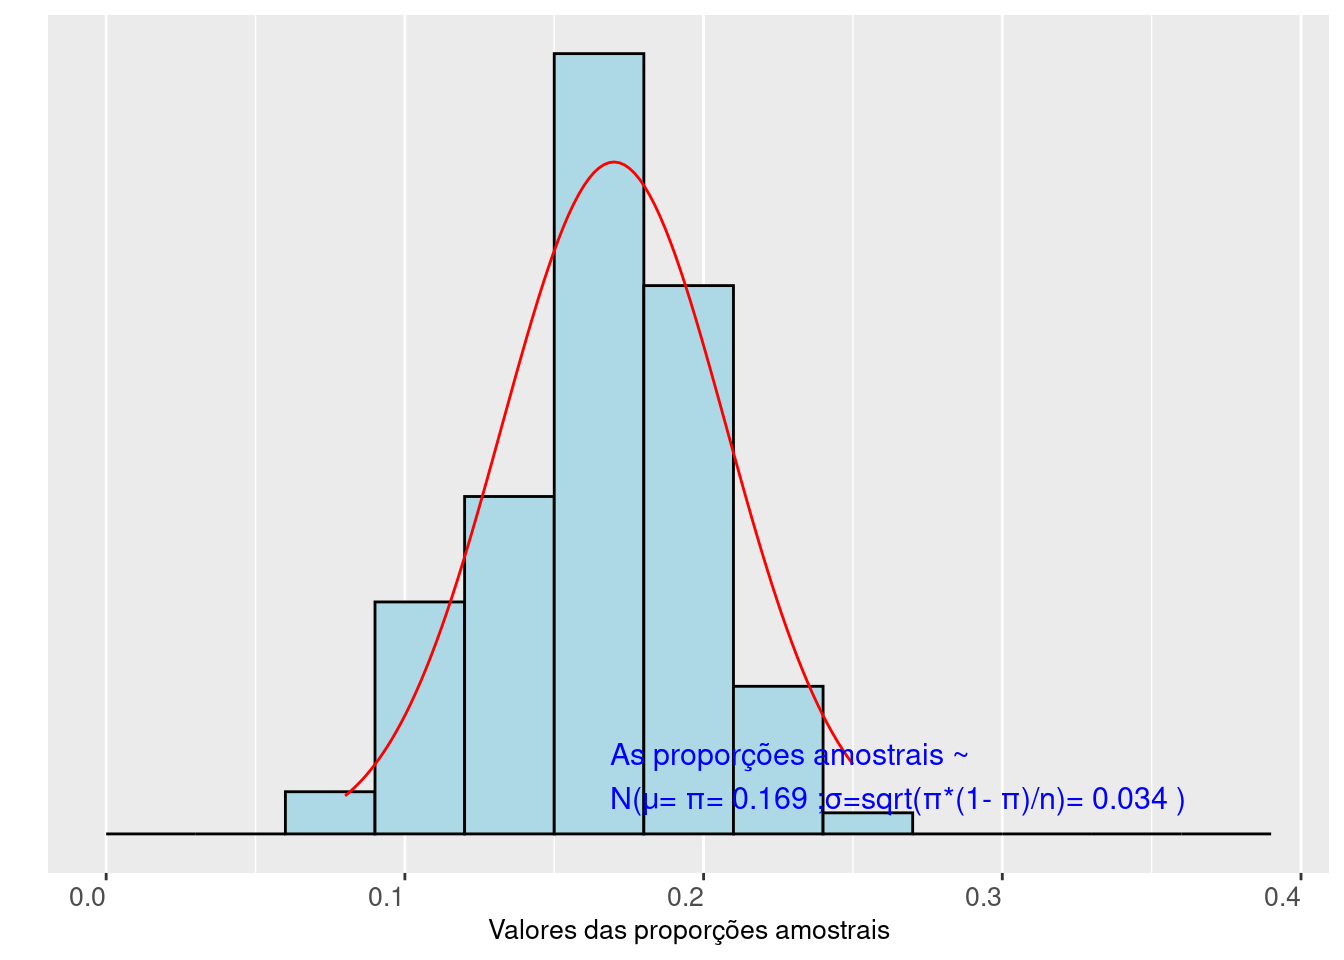 As proporções amostrais ~
N(μ= π= 0.169 ;σ=sqrt(π*(1- π)/n)= 0.034 )
0.0 0.1 0.2 0.3 0.4
Valores das proporções amostrais